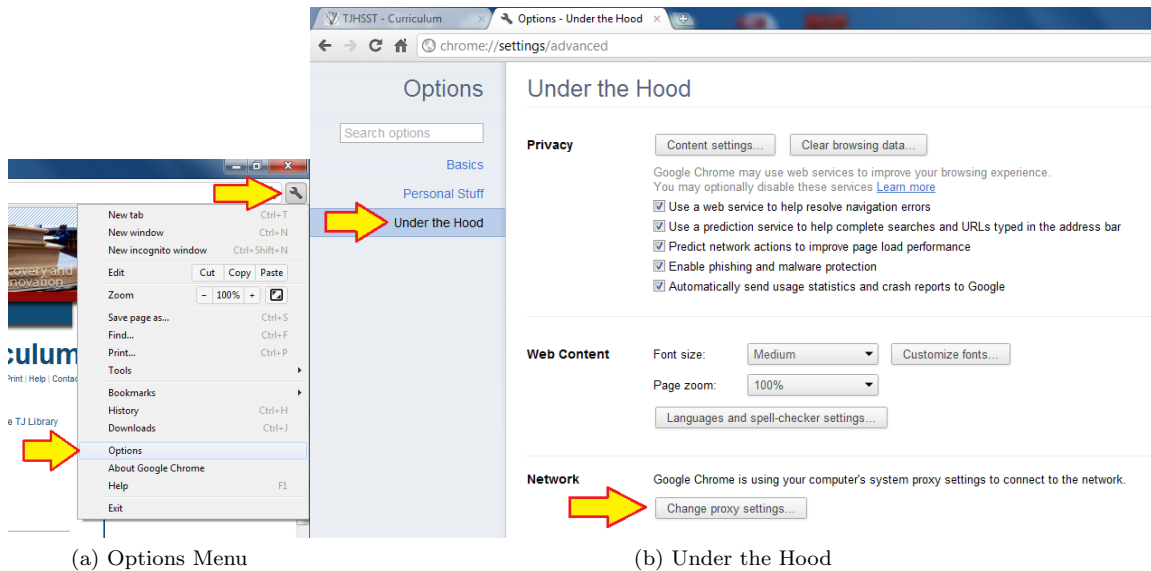 TJHSST - Curriculum
Options - Under the Hood
chrome://settings/advanced
Options
Search options
Basics
Personal Stuff
Under the Hood
Under the Hood
Privacy
Content settings...
Clear browsing data...
Google Chrome may use web services to improve your browsing experience.
You may optionally disable these services Learn more
Use a web service to help resolve navigation errors
Use a prediction service to help complete searches and URLs typed in the address bar
Predict network actions to improve page load performance
Enable phishing and malware protection
Automatically send usage statistics and crash reports to Google
Web Content
Font size:
Medium
Customize fonts...
Page zoom:
100%
Languages and spell-checker settings...
Network
Google Chrome is using your computer's system proxy settings to connect to the network.
Change proxy settings...
New tab Ctrl+T
New window Ctrl+N
New incognito window Ctrl+Shift+N
Edit Cut Copy Paste
Zoom - 100% +
Save page as... Ctrl+S
Find... Ctrl+F
Print... Ctrl+P
Tools
Bookmarks
History Ctrl+H
Downloads Ctrl+J
Options
About Google Chrome
Help F1
Exit
covery and
novation
culum
Print | Help | Contac
e TJ Library
(a) Options Menu
(b) Under the Hood